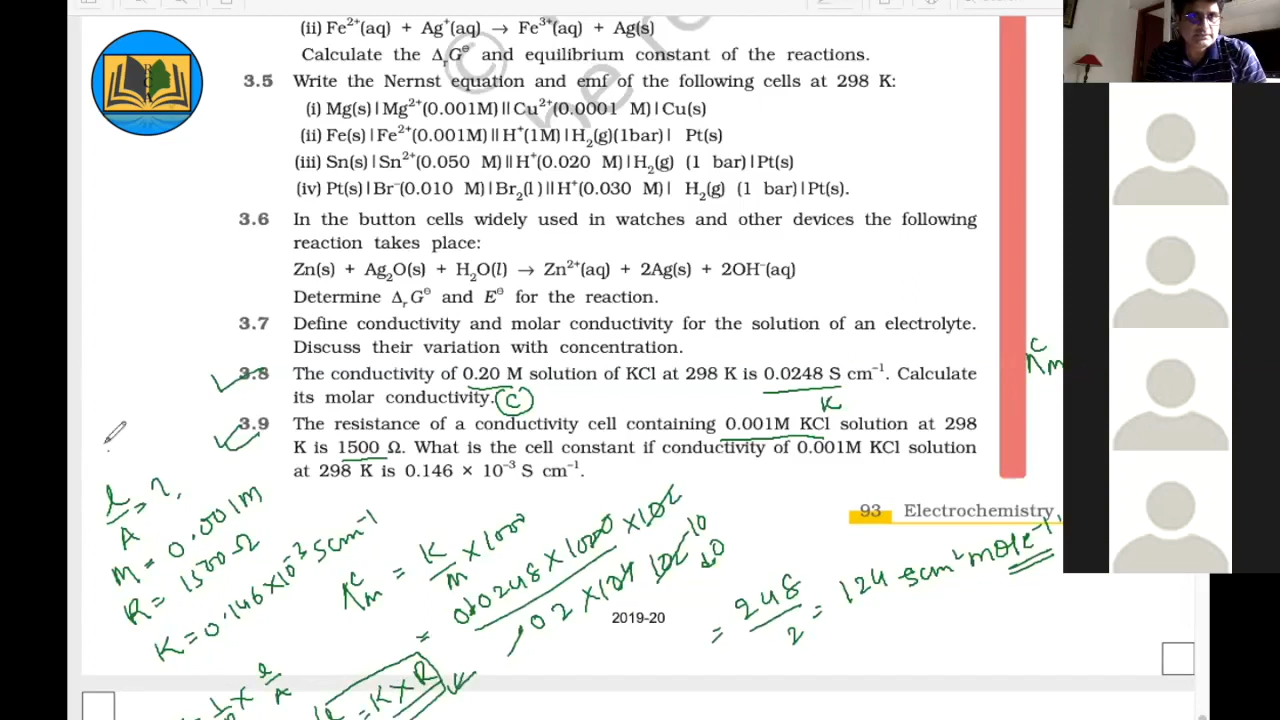 (ii) Fe²⁺(aq) + Ag⁺(aq) → Fe³⁺(aq) + Ag(s)
Calculate the ΔᵣG⊖ and equilibrium constant of the reactions.
3.5 Write the Nernst equation and emf of the following cells at 298 K:
(i) Mg(s)|Mg²⁺(0.001M)||Cu²⁺(0.0001 M)|Cu(s)
(ii) Fe(s)|Fe²⁺(0.001M)||H⁺(1M)|H₂(g)(1bar)| Pt(s)
(iii) Sn(s)|Sn²⁺(0.050 M)||H⁺(0.020 M)|H₂(g) (1 bar)|Pt(s)
(iv) Pt(s)|Br⁻(0.010 M)|Br₂(l)||H⁺(0.030 M)| H₂(g) (1 bar)|Pt(s).
3.6 In the button cells widely used in watches and other devices the following
reaction takes place:
Zn(s) + Ag₂O(s) + H₂O(l) → Zn²⁺(aq) + 2Ag(s) + 2OH⁻(aq)
Determine ΔᵣG⊖ and E⊖ for the reaction.
3.7 Define conductivity and molar conductivity for the solution of an electrolyte.
Discuss their variation with concentration.
3.8 The conductivity of 0.20 M solution of KCl at 298 K is 0.0248 S cm⁻¹. Calculate
its molar conductivity. C
K
Λᶜm
3.9 The resistance of a conductivity cell containing 0.001M KCl solution at 298
K is 1500 Ω. What is the cell constant if conductivity of 0.001M KCl solution
at 298 K is 0.146 × 10⁻³ S cm⁻¹.
93 Electrochemistry
l/A = ?
M = 0.001M
R = 1500 Ω
K = 0.146×10⁻³ S cm⁻¹
Λᶜm = K/M × 1000
= 248/2 = 124 S cm² mole⁻¹
2019-20
= K × R